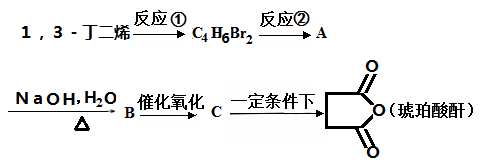 1，3-丁二烯 反应① C₄H₆Br₂ 反应② A
NaOH，H₂O △ B 催化氧化 C 一定条件下 O O O (琥珀酸酐)